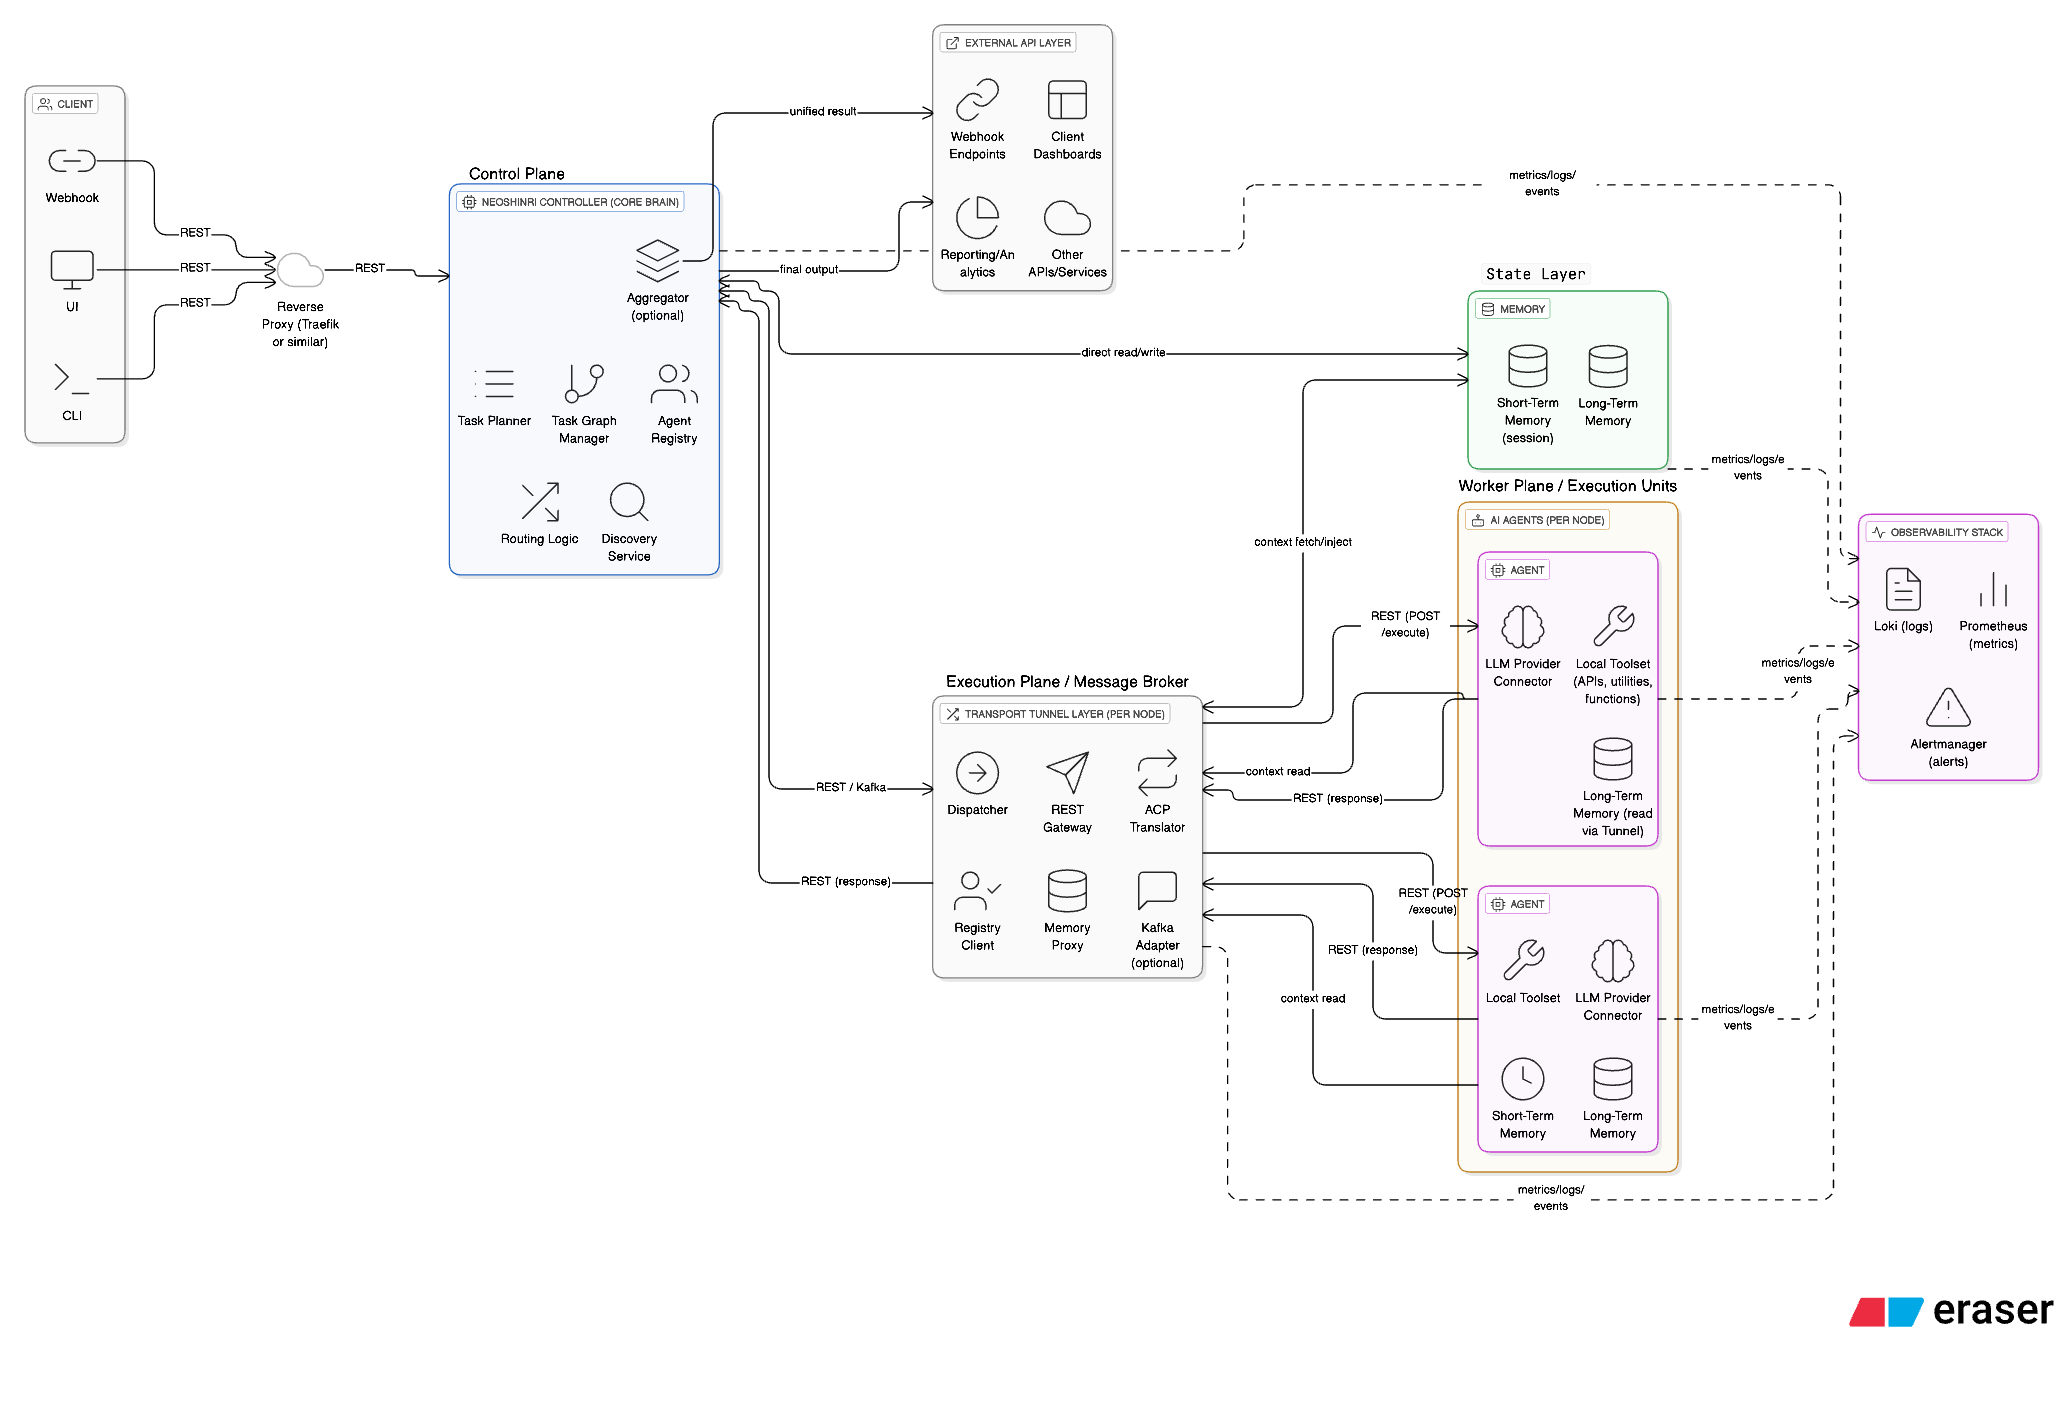 EXTERNAL API LAYER
Webhook
Endpoints
Client
Dashboards
Reporting/An
alytics
Other
APIs/Services
CLIENT
Webhook
UI
CLI
REST
REST
REST
Reverse
Proxy (Traefik
or similar)
REST
Control Plane
NEOSHINRI CONTROLLER (CORE BRAIN)
Aggregator
(optional)
Task Planner
Task Graph
Manager
Agent
Registry
Routing Logic
Discovery
Service
unified result
final output
metrics/logs/
events
direct read/write
State Layer
MEMORY
Short-Term
Memory
(session)
Long-Term
Memory
metrics/logs/e
vents
context fetch/inject
Worker Plane / Execution Units
AI AGENTS (PER NODE)
AGENT
LLM Provider
Connector
Local Toolset
(APIs, utilities,
functions)
Long-Term
Memory (read
via Tunnel)
REST (POST
/execute)
context read
REST (response)
metrics/logs/e
vents
OBSERVABILITY STACK
Loki (logs)
Prometheus
(metrics)
Alertmanager
(alerts)
Execution Plane / Message Broker
TRANSPORT TUNNEL LAYER (PER NODE)
Dispatcher
REST
Gateway
ACP
Translator
Registry
Client
Memory
Proxy
Kafka
Adapter
(optional)
REST / Kafka
REST (response)
REST (POST
/execute)
REST (response)
context read
AGENT
Local Toolset
LLM Provider
Connector
Short-Term
Memory
Long-Term
Memory
metrics/logs/e
vents
metrics/logs/
events
eraser